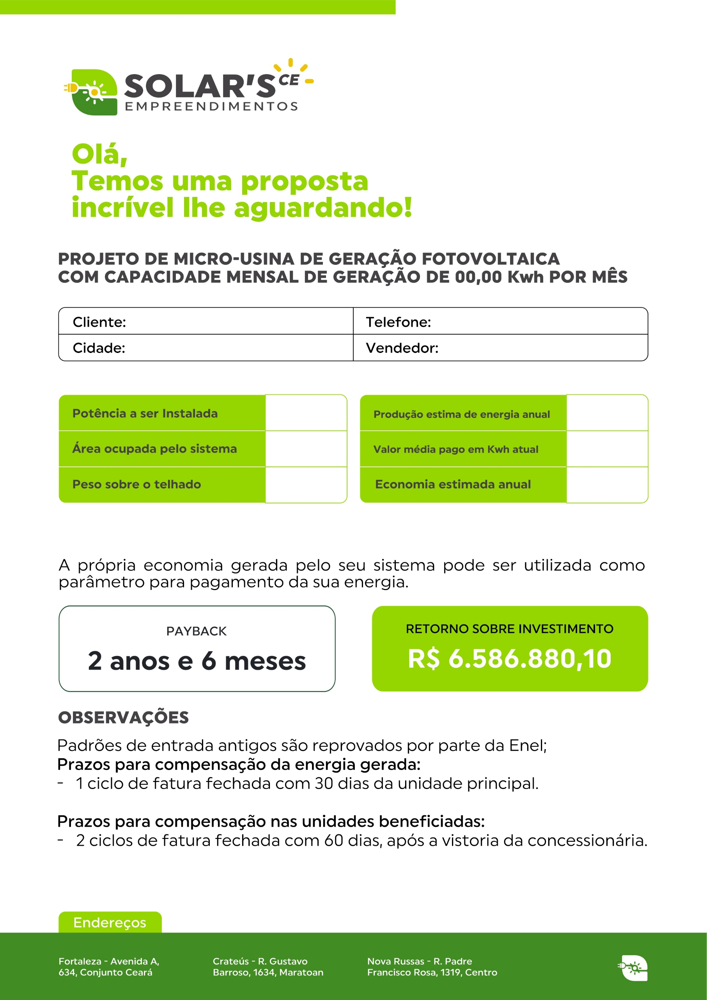 SOLAR'S CE
EMPREENDIMENTOS
Olá,
Temos uma proposta
incrível lhe aguardando!
PROJETO DE MICRO-USINA DE GERAÇÃO FOTOVOLTAICA
COM CAPACIDADE MENSAL DE GERAÇÃO DE 00,00 Kwh POR MÊS
Cliente:
Telefone:
Cidade:
Vendedor:
Potência a ser Instalada
Área ocupada pelo sistema
Peso sobre o telhado
Produção estima de energia anual
Valor média pago em Kwh atual
Economia estimada anual
A própria economia gerada pelo seu sistema pode ser utilizada como
parâmetro para pagamento da sua energia.
PAYBACK
2 anos e 6 meses
RETORNO SOBRE INVESTIMENTO
R$ 6.586.880,10
OBSERVAÇÕES
Padrões de entrada antigos são reprovados por parte da Enel;
Prazos para compensação da energia gerada:
- 1 ciclo de fatura fechada com 30 dias da unidade principal.
Prazos para compensação nas unidades beneficiadas:
- 2 ciclos de fatura fechada com 60 dias, após a vistoria da concessionária.
Endereços
Fortaleza - Avenida A,
634, Conjunto Ceará
Crateús - R. Gustavo
Barroso, 1634, Maratoan
Nova Russas - R. Padre
Francisco Rosa, 1319, Centro